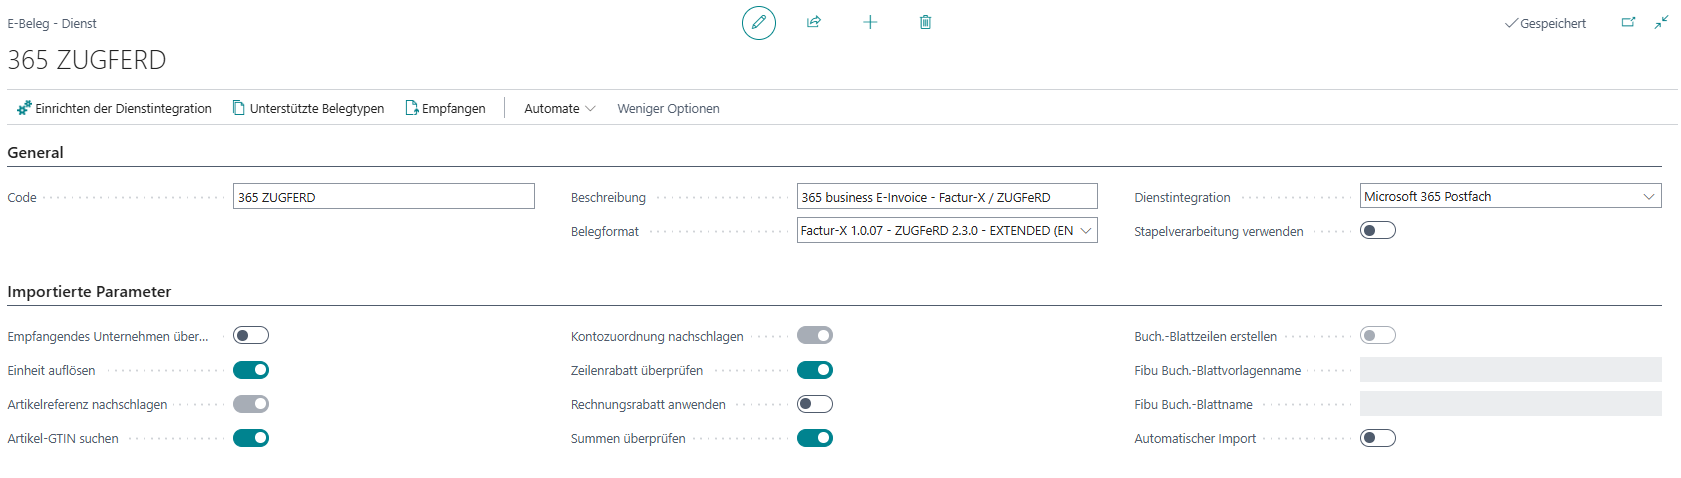 E-Beleg - Dienst
Gespeichert
365 ZUGFERD
Einrichten der Dienstintegration
Unterstützte Belegtypen
Empfangen
Automate
Weniger Optionen
General
Code
365 ZUGFERD
Beschreibung
365 business E-Invoice - Factur-X / ZUGFeRD
Belegformat
Factur-X 1.0.07 - ZUGFeRD 2.3.0 - EXTENDED (EN
Dienstintegration
Microsoft 365 Postfach
Stapelverarbeitung verwenden
Importierte Parameter
Empfangendes Unternehmen über...
Einheit auflösen
Artikelreferenz nachschlagen
Artikel-GTIN suchen
Kontozuordnung nachschlagen
Zeilenrabatt überprüfen
Rechnungsrabatt anwenden
Summen überprüfen
Buch.-Blattzeilen erstellen
Fibu Buch.-Blattvorlagenname
Fibu Buch.-Blattname
Automatischer Import